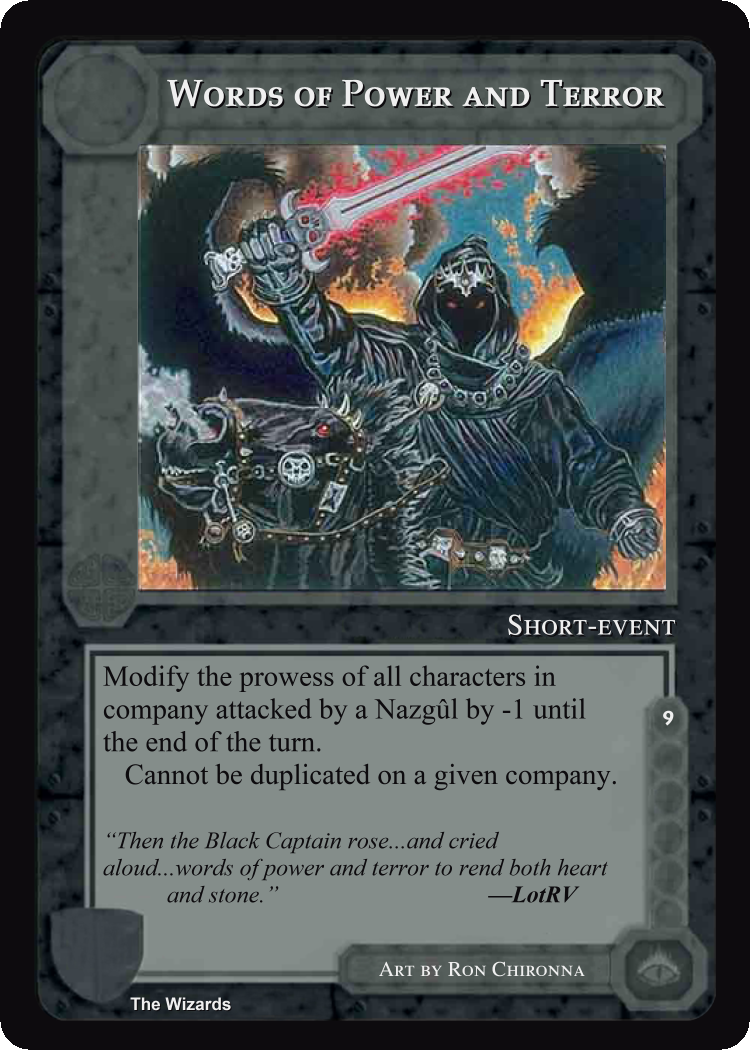 Words of Power and Terror
Short-event
Modify the prowess of all characters in
company attacked by a Nazgûl by -1 until
the end of the turn.
Cannot be duplicated on a given company.
9
“Then the Black Captain rose...and cried
aloud...words of power and terror to rend both heart
and stone.” —LotRV
Art by Ron Chironna
The Wizards